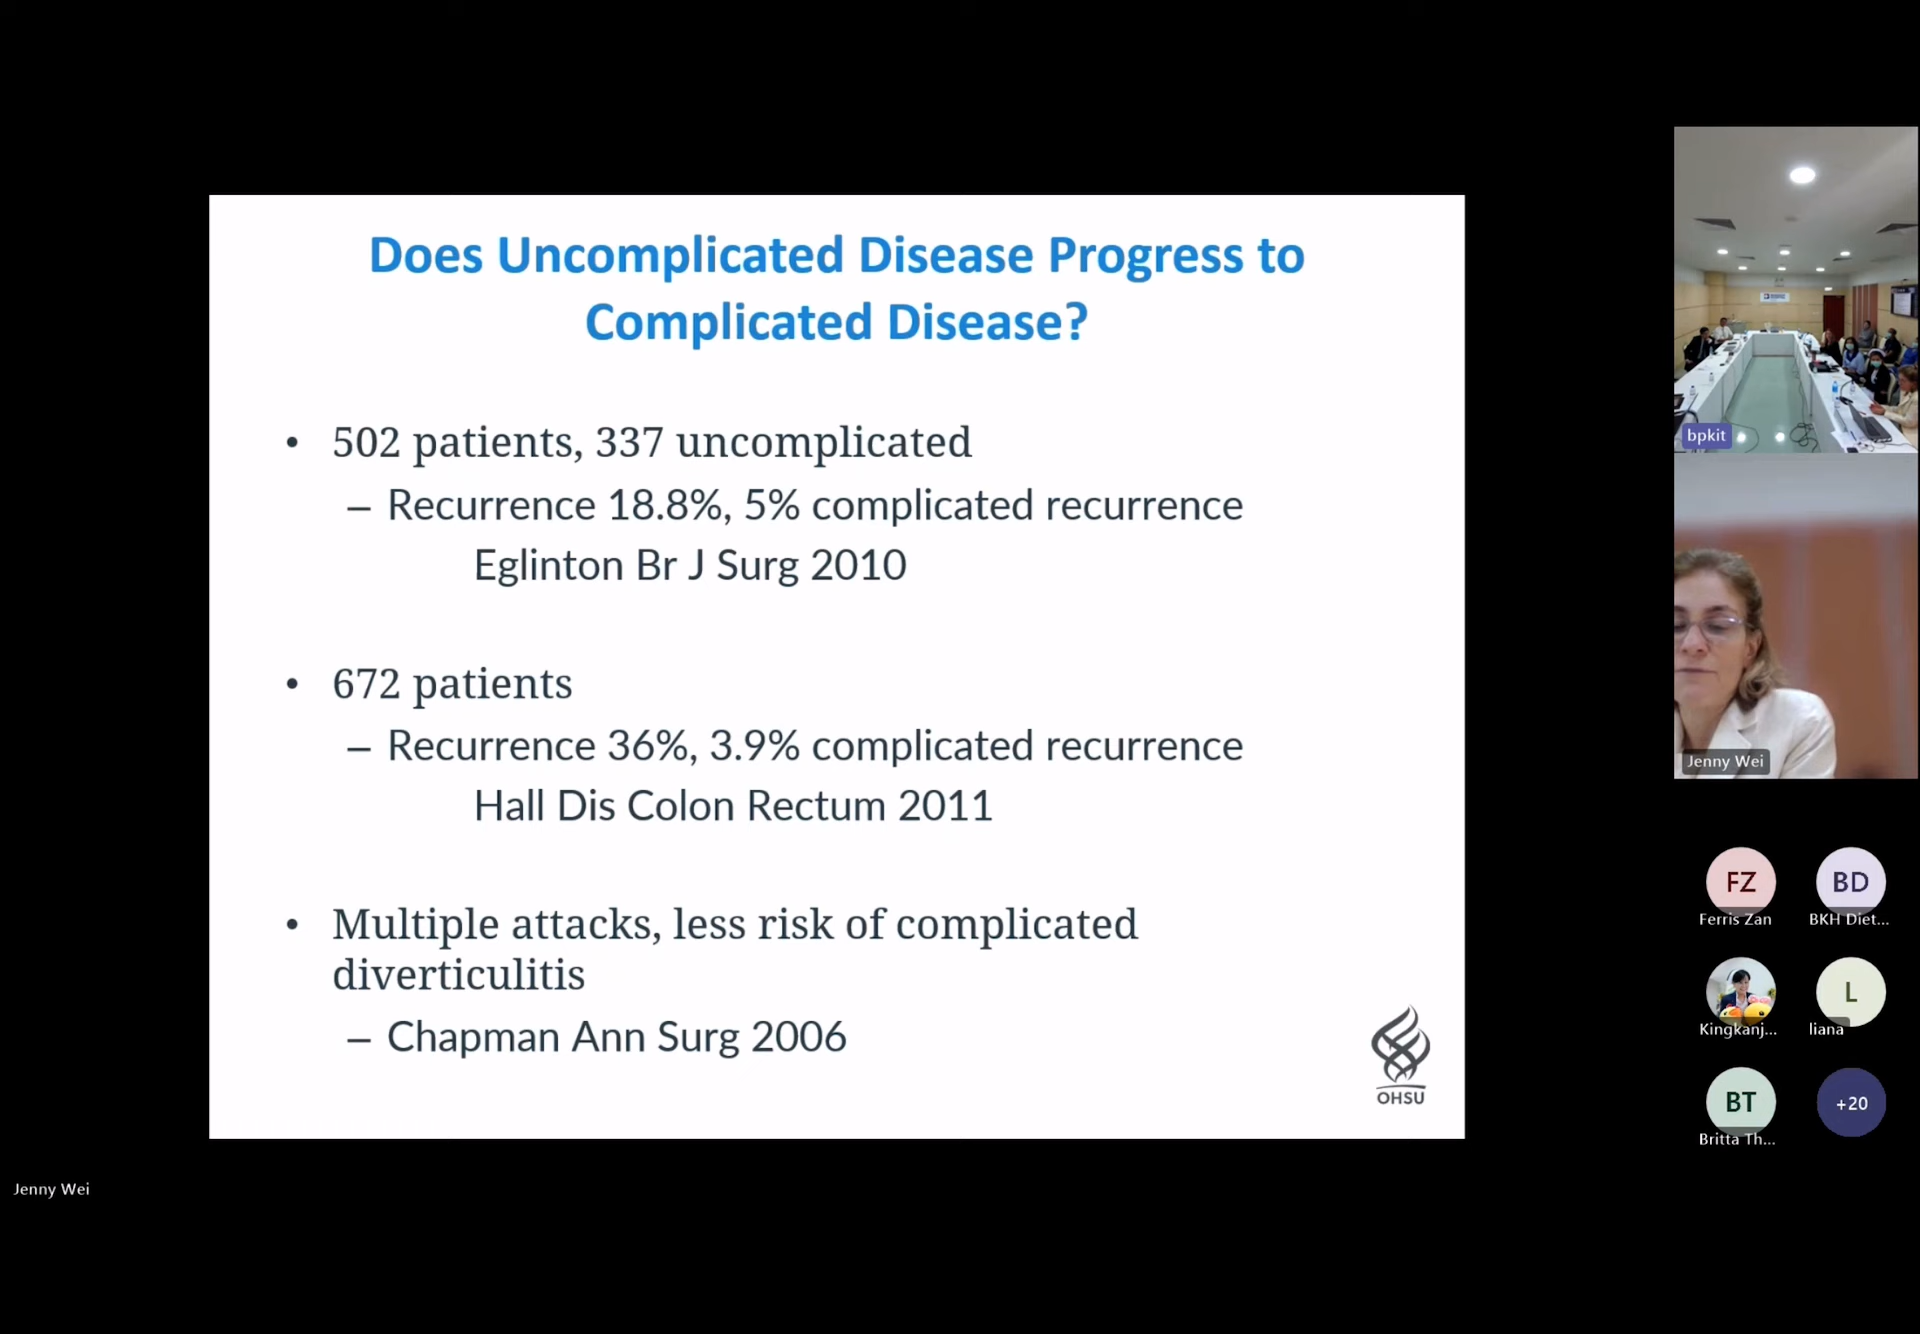 Does Uncomplicated Disease Progress to
Complicated Disease?
• 502 patients, 337 uncomplicated
– Recurrence 18.8%, 5% complicated recurrence
Eglinton Br J Surg 2010
• 672 patients
– Recurrence 36%, 3.9% complicated recurrence
Hall Dis Colon Rectum 2011
• Multiple attacks, less risk of complicated
diverticulitis
– Chapman Ann Surg 2006
OHSU
bpkit
Jenny Wei
FZ
Ferris Zan
BD
BKH Diet...
Kingkanj...
L
liana
BT
Britta Th...
+20
Jenny Wei